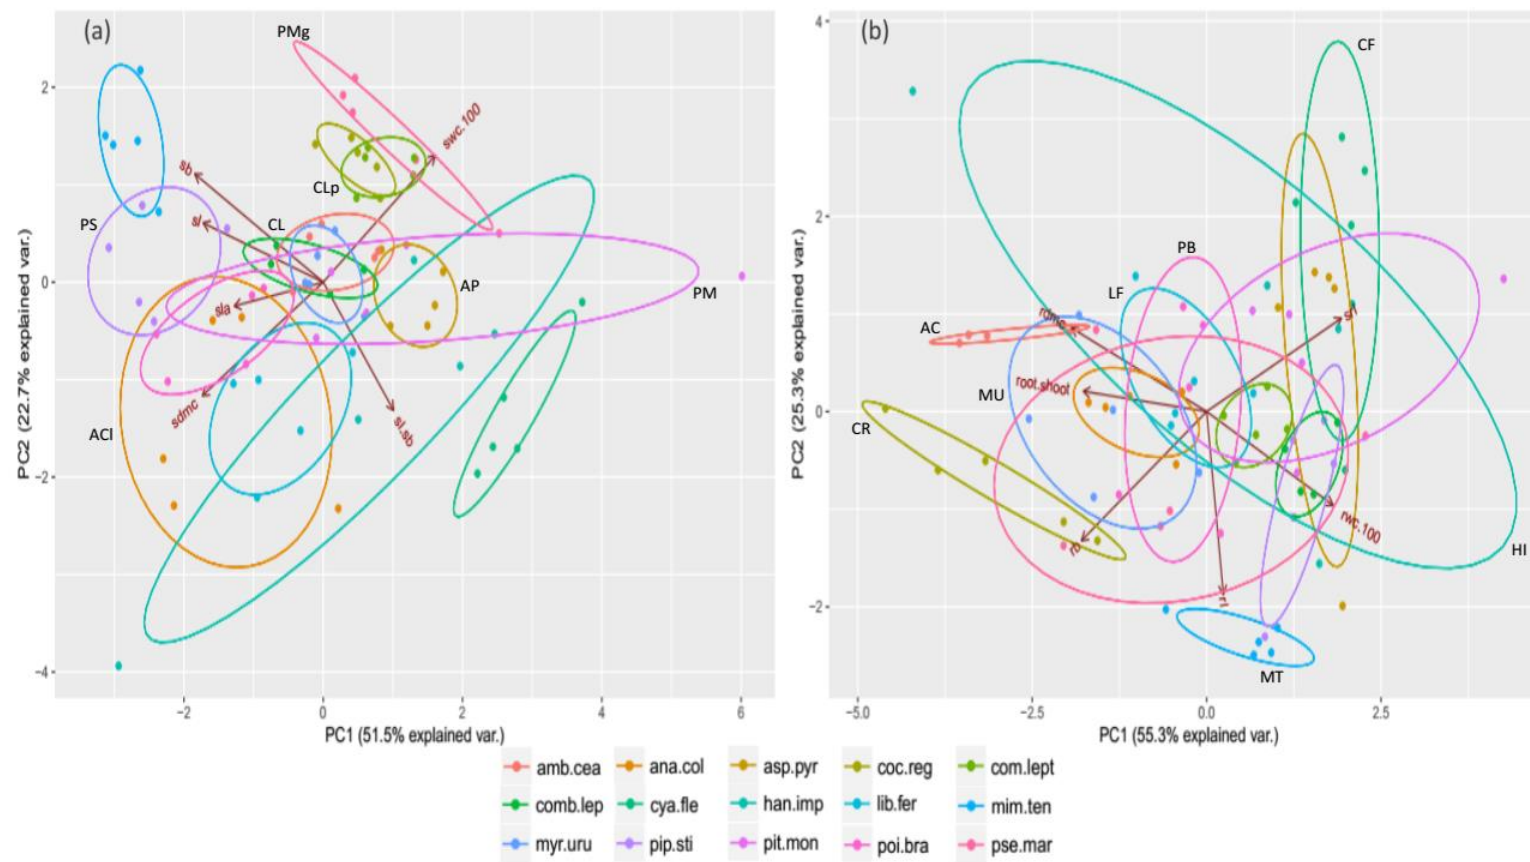 (a)
PMg
swc.100
sb
CLp
PS
sl
CL
AP
PM
sla
sdmc
sl.sb
ACl
2
0
−2
−4
PC2 (22.7% explained var.)
−2
0
2
4
6
PC1 (51.5% explained var.)
(b)
CF
PB
LF
AC
rdmc
root.shoot
MU
CR
rwc.100
HI
MT
4
2
0
−2
PC2 (25.3% explained var.)
−5.0
−2.5
0.0
2.5
PC1 (55.3% explained var.)
amb.cea ana.col asp.pyr coc.reg com.lept
comb.lep cya.fle han.imp lib.fer mim.ten
myr.uru pip.sti pit.mon poi.bra pse.mar